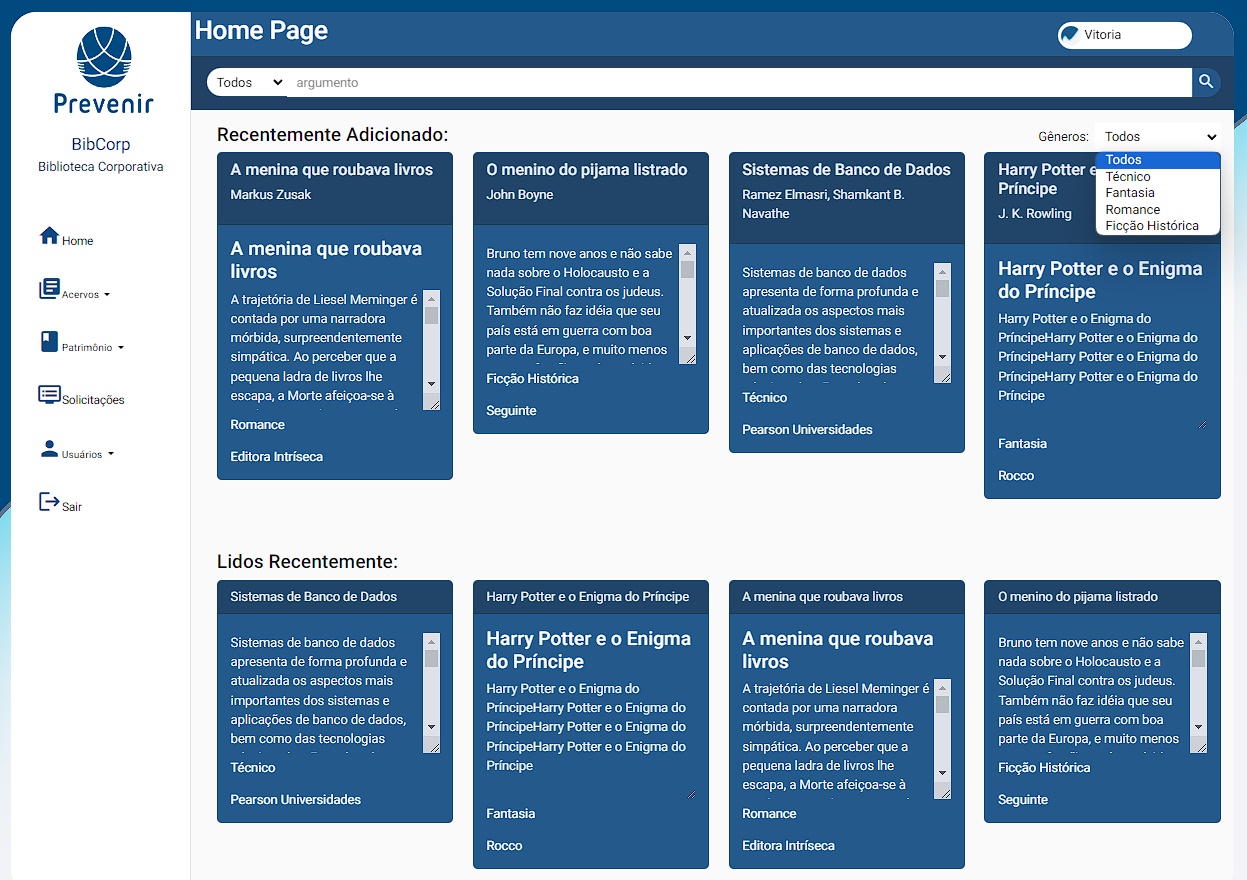 Prevenir
BibCorp
Biblioteca Corporativa
Home
Acervos
Patrimônio
Solicitações
Usuários
Sair
Home Page
Vitoria
Todos
argumento
Recentemente Adicionado:
Gêneros:
Todos
Todos
Técnico
Fantasia
Romance
Ficção Histórica
A menina que roubava livros
Markus Zusak
A menina que roubava
livros
A trajetória de Liesel Meminger é
contada por uma narradora
mórbida, surpreendentemente
simpática. Ao perceber que a
pequena ladra de livros lhe
escapa, a Morte afeiçoa-se à
Romance
Editora Intríseca
O menino do pijama listrado
John Boyne
Bruno tem nove anos e não sabe
nada sobre o Holocausto e a
Solução Final contra os judeus.
Também não faz idéia que seu
país está em guerra com boa
parte da Europa, e muito menos
Ficção Histórica
Seguinte
Sistemas de Banco de Dados
Ramez Elmasri, Shamkant B.
Navathe
Sistemas de banco de dados
apresenta de forma profunda e
atualizada os aspectos mais
importantes dos sistemas e
aplicações de banco de dados,
bem como das tecnologias
Técnico
Pearson Universidades
Harry Potter e
Príncipe
J. K. Rowling
Harry Potter e o Enigma
do Príncipe
Harry Potter e o Enigma do
PríncipeHarry Potter e o Enigma do
PríncipeHarry Potter e o Enigma do
PríncipeHarry Potter e o Enigma do
Príncipe
Fantasia
Rocco
Lidos Recentemente:
Sistemas de Banco de Dados
Sistemas de banco de dados
apresenta de forma profunda e
atualizada os aspectos mais
importantes dos sistemas e
aplicações de banco de dados,
bem como das tecnologias
Técnico
Pearson Universidades
Harry Potter e o Enigma do Príncipe
Harry Potter e o Enigma
do Príncipe
Harry Potter e o Enigma do
PríncipeHarry Potter e o Enigma do
PríncipeHarry Potter e o Enigma do
PríncipeHarry Potter e o Enigma do
Príncipe
Fantasia
Rocco
A menina que roubava livros
A menina que roubava
livros
A trajetória de Liesel Meminger é
contada por uma narradora
mórbida, surpreendentemente
simpática. Ao perceber que a
pequena ladra de livros lhe
escapa, a Morte afeiçoa-se à
Romance
Editora Intríseca
O menino do pijama listrado
Bruno tem nove anos e não sabe
nada sobre o Holocausto e a
Solução Final contra os judeus.
Também não faz idéia que seu
país está em guerra com boa
parte da Europa, e muito menos
Ficção Histórica
Seguinte